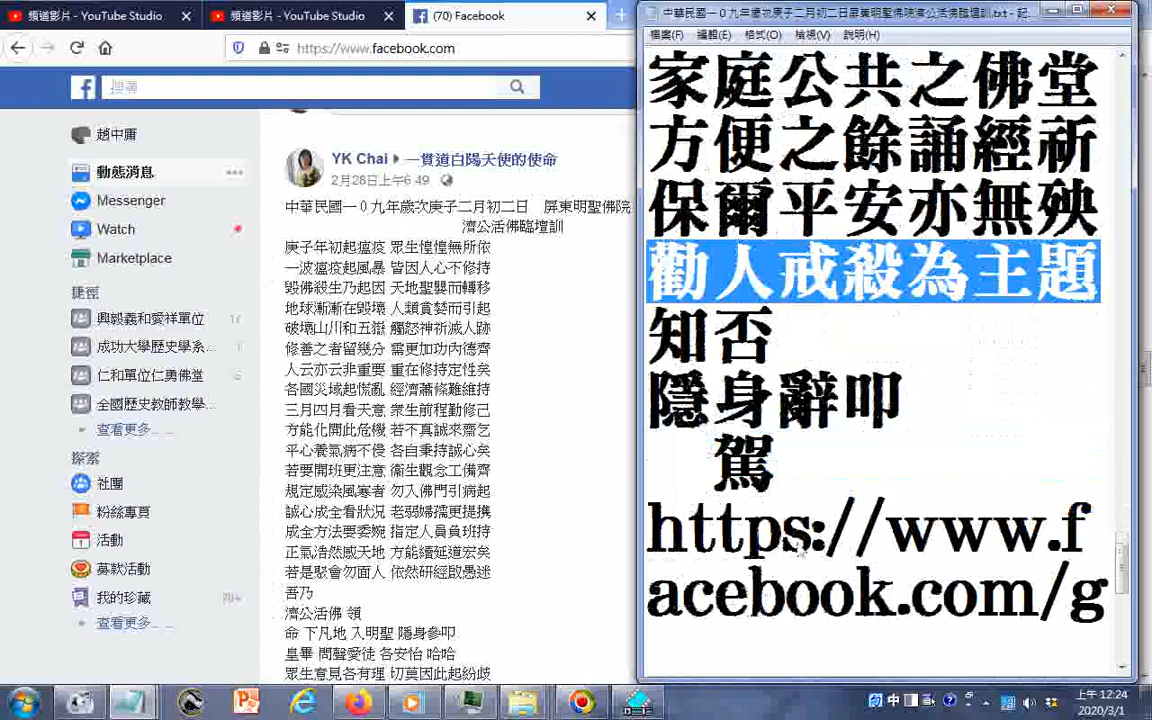 頻道影片 - YouTube Studio
頻道影片 - YouTube Studio
(70) Facebook
https://www.facebook.com
搜尋
趙中庸
動態消息
Messenger
Watch
Marketplace
捷徑
興毅義和愛祥單位
成功大學歷史學系...
仁和單位仁勇佛堂
全國歷史教師教學...
查看更多...
探索
社團
粉絲專頁
活動
募款活動
我的珍藏
查看更多...
YK Chai 一貫道白陽天使的使命
2月28日上午6:49
中華民國一0九年歲次庚子二月初二日 屏東明聖佛院
濟公活佛臨壇訓
庚子年初起瘟疫 眾生惶惶無所依
一波瘟疫起風暴 皆因人心不修持
毀佛殺生乃起因 天地聖襲而轉移
地球漸漸在毀壞 人類貪婪而引起
破壞山川和五嶽 觸怒神祈滅人跡
修善之者留幾分 需更加功內德齊
人云亦云非重要 重在修持定性矣
各國災域起慌亂 經濟蕭條難維持
三月四月看天意 衆生前程勤修己
方能化開此危機 若不真誠求齋乞
平心養氣病不侵 各自秉持誠心矣
若要開班更注意 衛生觀念工備齊
規定感染風寒者 勿入佛門引病起
誠心成全看狀況 老弱婦孺更提攜
成全方法要委婉 指定人員負班持
正氣浩然感天地 方能續延道宏矣
若是聚會勿面人 依然研經啟愚迷
吾乃
濟公活佛 領
命 下凡地 入明聖 隱身參叩
皇畢 問聲愛徒 各安怡 哈哈
眾生意見各有理 切莫因此起紛歧
中華民國一0九年歲次庚子二月初二日屏東明聖佛院濟公活佛臨壇訓.txt - 記...
檔案(F) 編輯(E) 格式(O) 檢視(V) 說明(H)
家庭公共之佛堂
方便之餘誦經祈
保爾平安亦無殃
勸人戒殺為主題
知否
隱身辭叩
駕
https://www.f
acebook.com/g
中
上午 12:24
2020/3/1